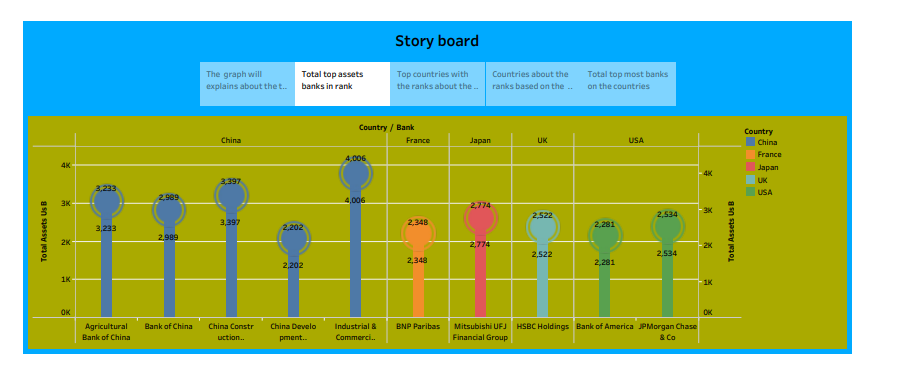 Story board
The graph will
explains about the t..
Total top assets
banks in rank
Top countries with
the ranks about the ..
Countries about the
ranks based on the ..
Total top most banks
on the countries
Country / Bank
China
France
Japan
UK
USA
Total Assets Us B
4K
3K
2K
1K
0K
3,233
3,233
2,989
2,989
3,397
3,397
2,202
2,202
4,006
4,006
2,348
2,348
2,774
2,774
2,522
2,522
2,281
2,281
2,534
2,534
4K
3K
2K
1K
0K
Total Assets Us B
Agricultural
Bank of China
Bank of China
China Constr
uction..
China Develo
pment..
Industrial &
Commerci..
BNP Paribas
Mitsubishi UFJ
Financial Group
HSBC Holdings
Bank of America
JPMorgan Chase
& Co
Country
China
France
Japan
UK
USA